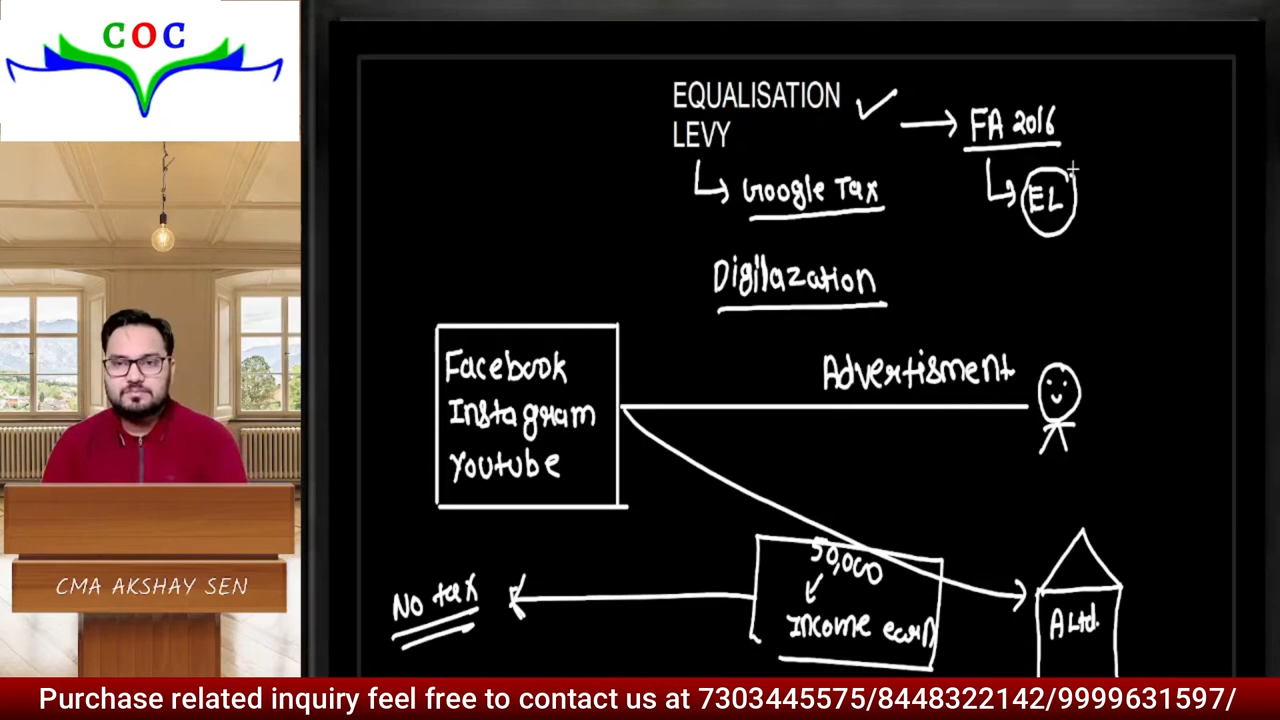 COC
EQUALISATION
LEVY
FA 2016
EL
Google Tax
Digilazation
Facebook
Instagram
Youtube
Advertisment
50,000
Income earn
No tax
A Ltd.
CMA AKSHAY SEN
Purchase related inquiry feel free to contact us at 7303445575/8448322142/9999631597/